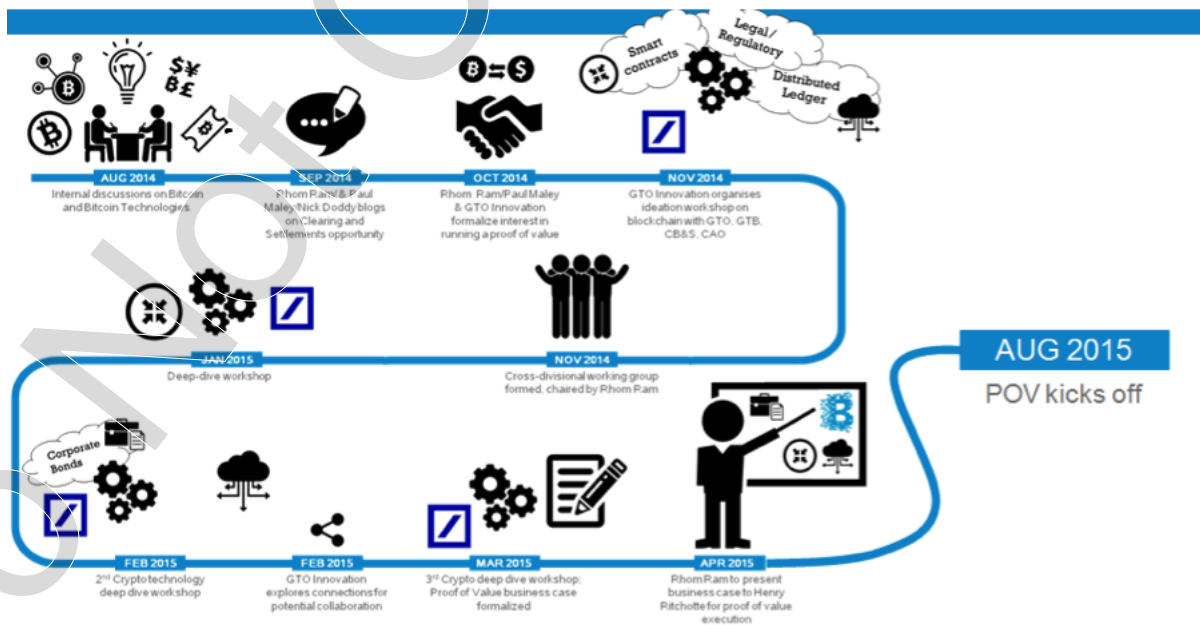 Smart
contracts
Legal/
Regulatory
Distributed
Ledger
AUG 2014
Internal discussions on Bitcoin
and Bitcoin Technologies.
SEP 2014
Rhom Ram/ & Paul
Maley/Nick Doddy blogs
on Clearing and
Settlements opportunity
OCT 2014
Rhom Ram/Paul Maley
& GTO Innovation
formalize interest in
running a proof of value
NOV 2014
GTO Innovation organises
ideation workshop on
blockchain with GTO, GTB,
CB&S, CAO
JAN 2015
Deep-dive workshop
NOV 2014
Cross-divisional working group
formed, chaired by Rhom Ram
AUG 2015
POV kicks off
Corporate
Bonds
FEB 2015
2nd Crypto technology
deep dive workshop
FEB 2015
GTO Innovation
explores connections for
potential collaboration
MAR 2015
3rd Crypto deep dive workshop;
Proof of Value business case
formalized
APR 2015
Rhom Ram to present
business case to Henry
Ritchotte for proof of value
execution